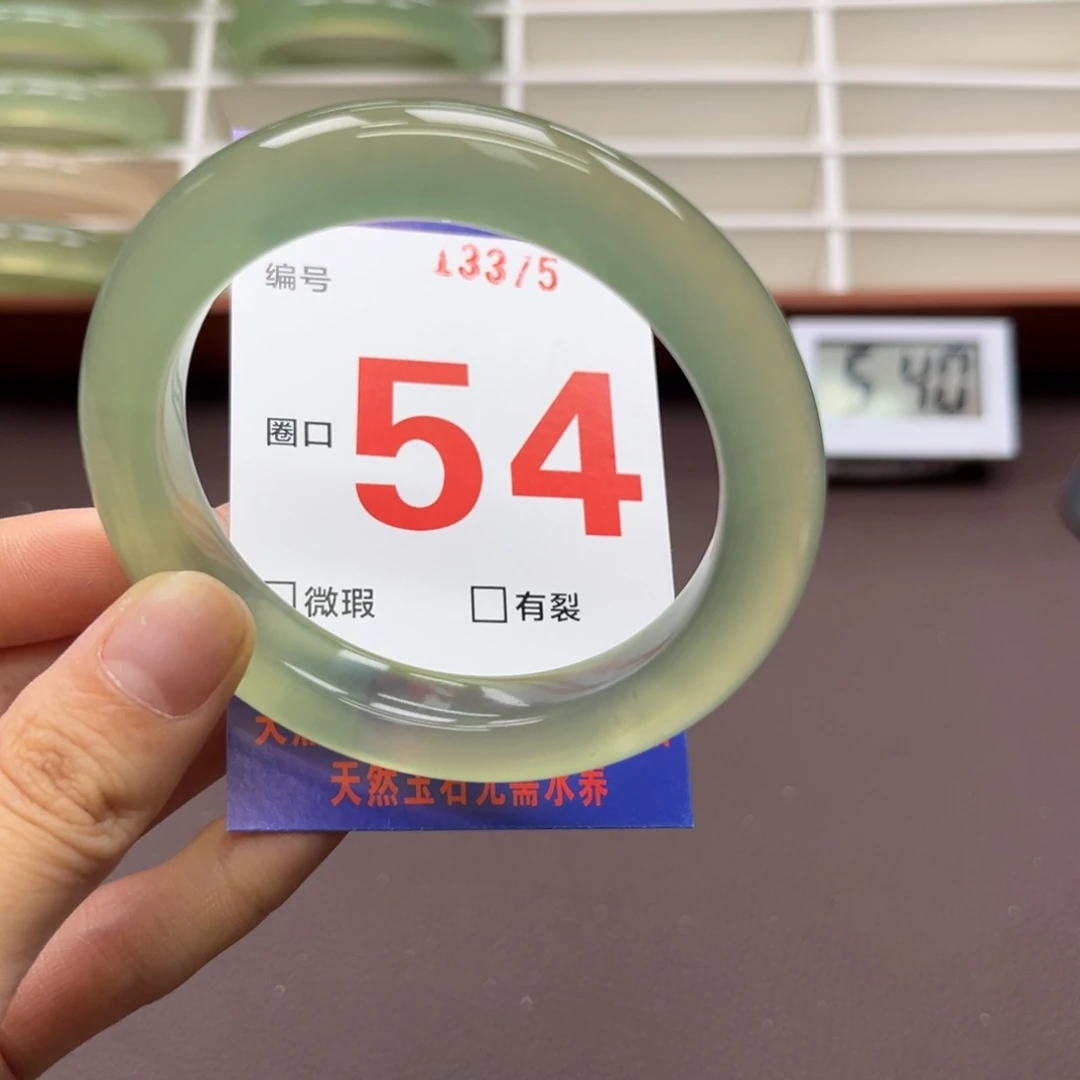 编号 13375
圈口 54
□微瑕 □有裂
天然玉石无需水养
5 40